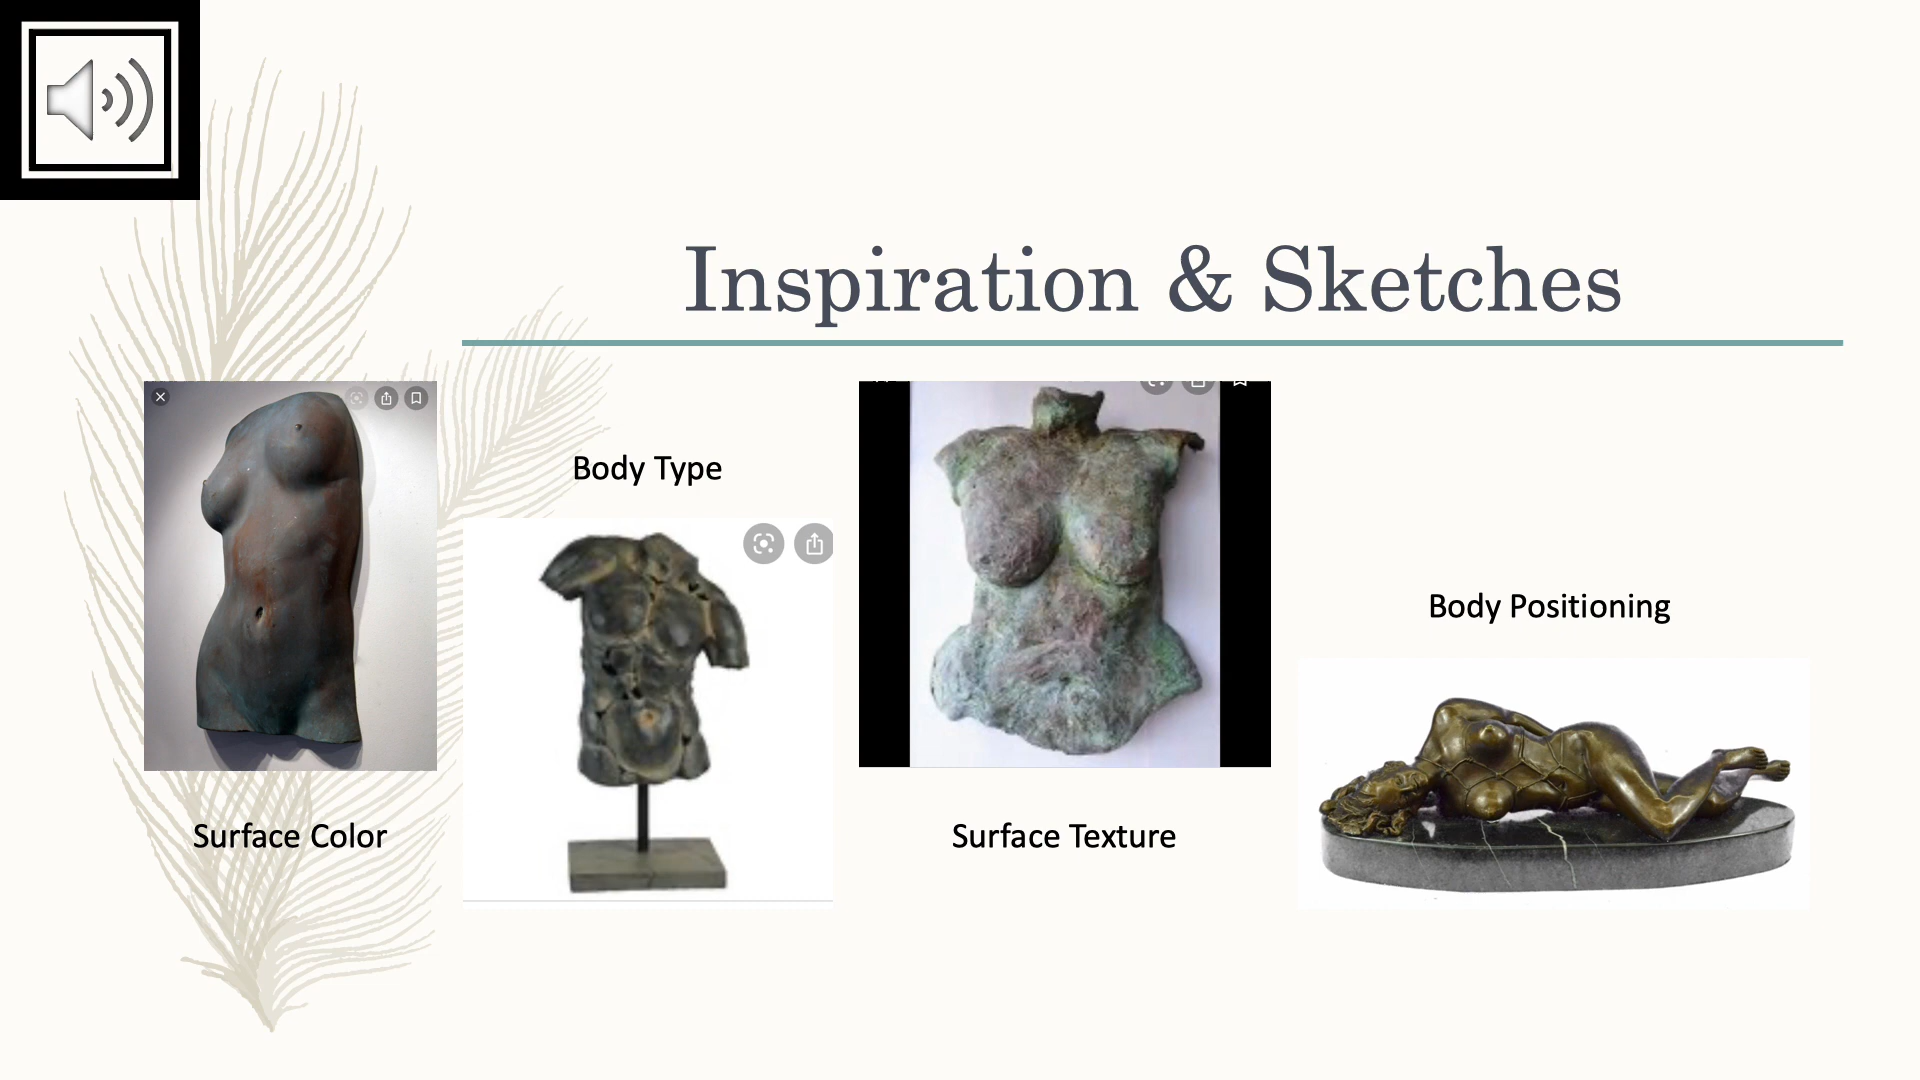 Inspiration & Sketches
Body Type
Body Positioning
Surface Color
Surface Texture